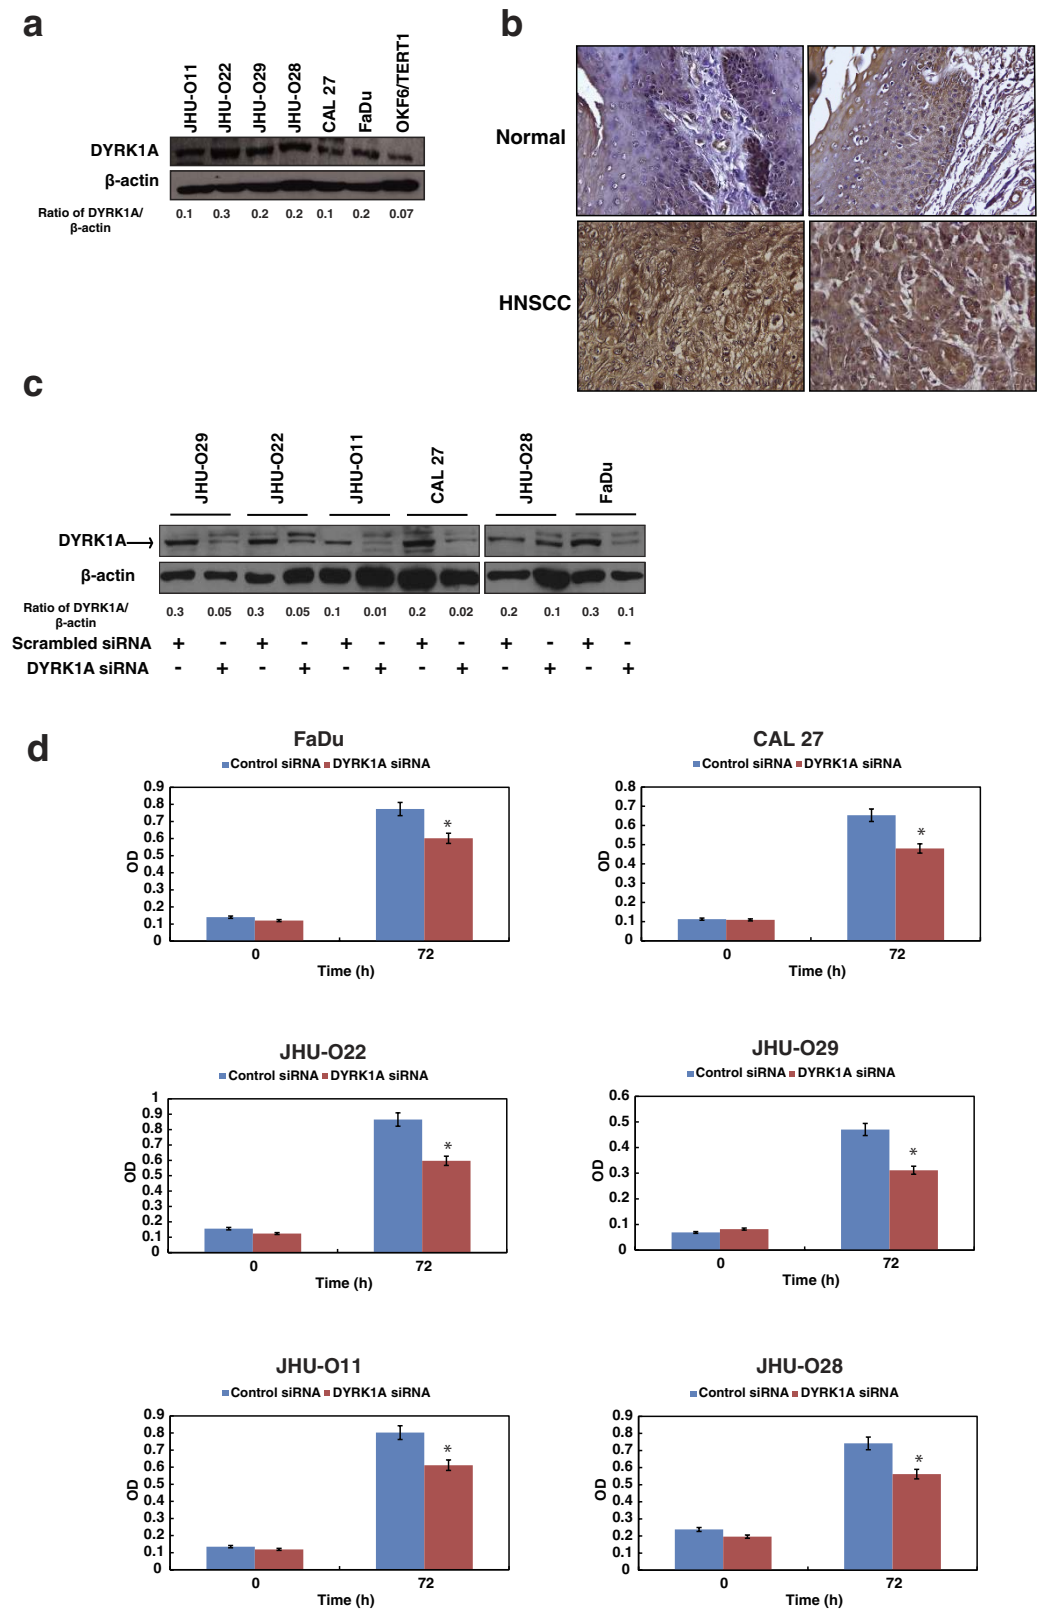 a
JHU-O11 JHU-O22 JHU-O29 JHU-O28 CAL 27 FaDu OKF6/TERT1
DYRK1A
β-actin
Ratio of DYRK1A/
β-actin
0.1 0.3 0.2 0.2 0.1 0.2 0.07
b
Normal
HNSCC
c
JHU-O29 JHU-O22 JHU-O11 CAL 27 JHU-O28 FaDu
DYRK1A
β-actin
Ratio of DYRK1A/
β-actin
0.3 0.05 0.3 0.05 0.1 0.01 0.2 0.02 0.2 0.1 0.3 0.1
Scrambled siRNA + - + - + - + - + - + -
DYRK1A siRNA - + - + - + - + - + - +
d
FaDu
Control siRNA DYRK1A siRNA
0.9
0.8
0.7
0.6
0.5
0.4
0.3
0.2
0.1
0
OD
*
0 72
Time (h)
CAL 27
Control siRNA DYRK1A siRNA
0.8
0.7
0.6
0.5
0.4
0.3
0.2
0.1
0
OD
*
0 72
Time (h)
JHU-O22
Control siRNA DYRK1A siRNA
1
0.9
0.8
0.7
0.6
0.5
0.4
0.3
0.2
0.1
0
OD
*
0 72
Time (h)
JHU-O29
Control siRNA DYRK1A siRNA
0.6
0.5
0.4
0.3
0.2
0.1
0
OD
*
0 72
Time (h)
JHU-O11
Control siRNA DYRK1A siRNA
0.9
0.8
0.7
0.6
0.5
0.4
0.3
0.2
0.1
0
OD
*
0 72
Time (h)
JHU-O28
Control siRNA DYRK1A siRNA
0.9
0.8
0.7
0.6
0.5
0.4
0.3
0.2
0.1
0
OD
*
0 72
Time (h)